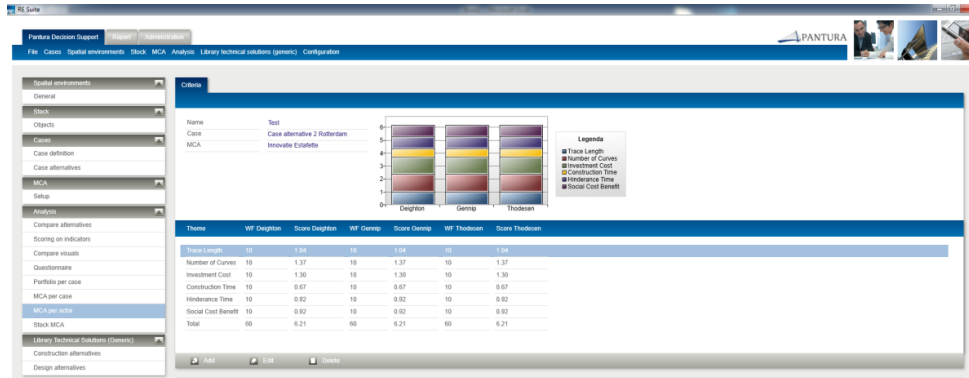 RE Suite
Pantura Decision Support Report Administration
PANTURA
File Cases Spatial environments Stock MCA Analysis Library technical solutions (generic) Configuration
Spatial environments
General
Stock
Objects
Cases
Case definition
Case alternatives
MCA
Setup
Analysis
Compare alternatives
Scoring on indicators
Compare visuals
Questionnaire
Portfolio per case
MCA per case
MCA per actor
Stock MCA
Library Technical Solutions (Generic)
Construction alternatives
Design alternatives
Criteria
Name Test
Case Case alternative 2 Rotterdam
MCA Innovatie Estafette
6
5
4
3
2
1
0
Deighton Gennip Thodesen
Legenda
Trace Length
Number of Curves
Investment Cost
Construction Time
Hinderance Time
Social Cost Benefit
Theme WF Deighton Score Deighton WF Gennip Score Gennip WF Thodesen Score Thodesen
Trace Length 10 1.04 10 1.04 10 1.04
Number of Curves 10 1.37 10 1.37 10 1.37
Investment Cost 10 1.30 10 1.30 10 1.30
Construction Time 10 0.67 10 0.67 10 0.67
Hinderance Time 10 0.92 10 0.92 10 0.92
Social Cost Benefit 10 0.92 10 0.92 10 0.92
Total 60 6.21 60 6.21 60 6.21
Add Edit Delete